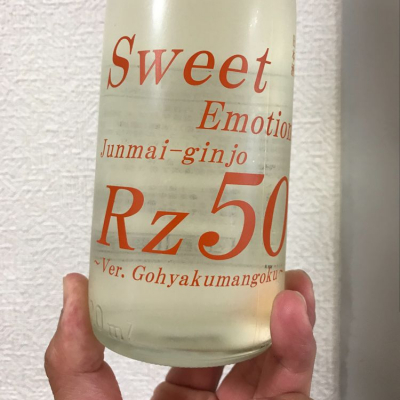 Sweet
Emotion
Junmai-ginjo
Rz50
~Ver. Gohyakumangoku~